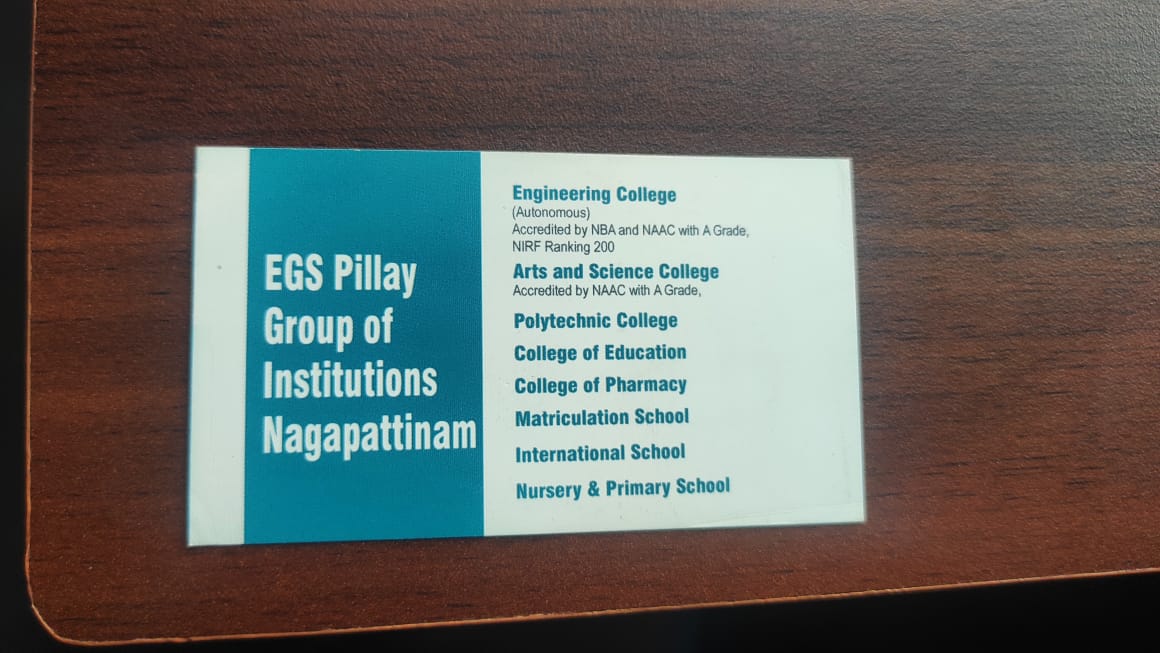 EGS Pillay
Group of
Institutions
Nagapattinam
Engineering College
(Autonomous)
Accredited by NBA and NAAC with A Grade,
NIRF Ranking 200
Arts and Science College
Accredited by NAAC with A Grade,
Polytechnic College
College of Education
College of Pharmacy
Matriculation School
International School
Nursery & Primary School